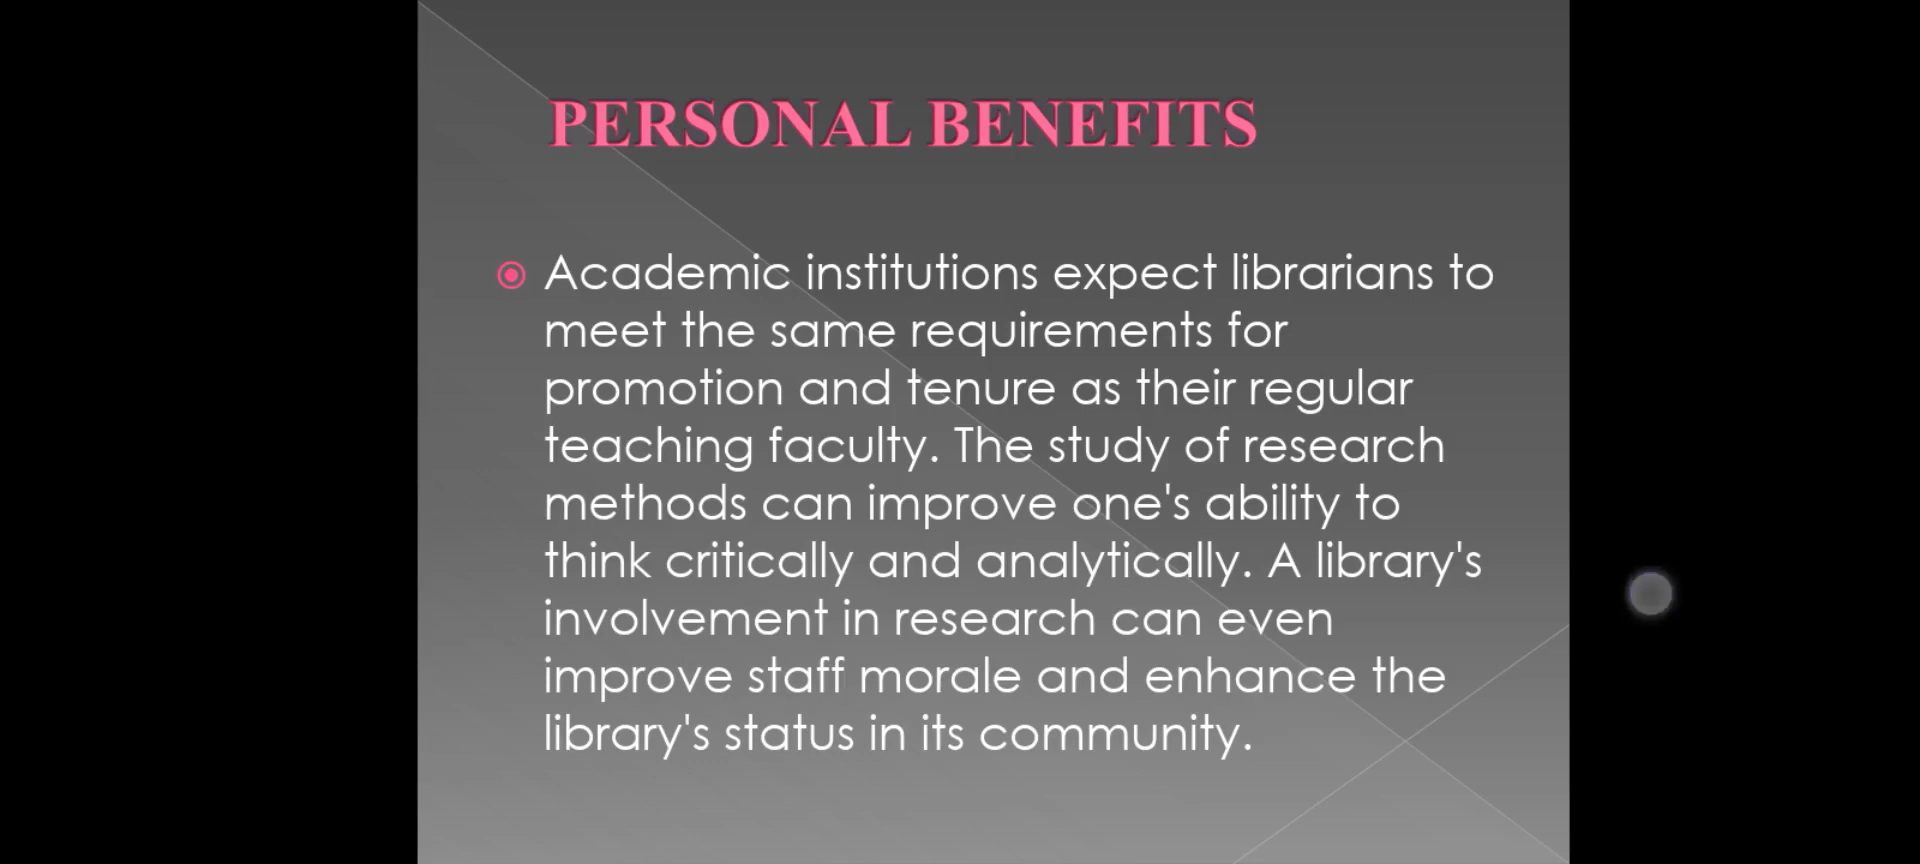 PERSONAL BENEFITS
Academic institutions expect librarians to
meet the same requirements for
promotion and tenure as their regular
teaching faculty. The study of research
methods can improve one's ability to
think critically and analytically. A library's
involvement in research can even
improve staff morale and enhance the
library's status in its community.